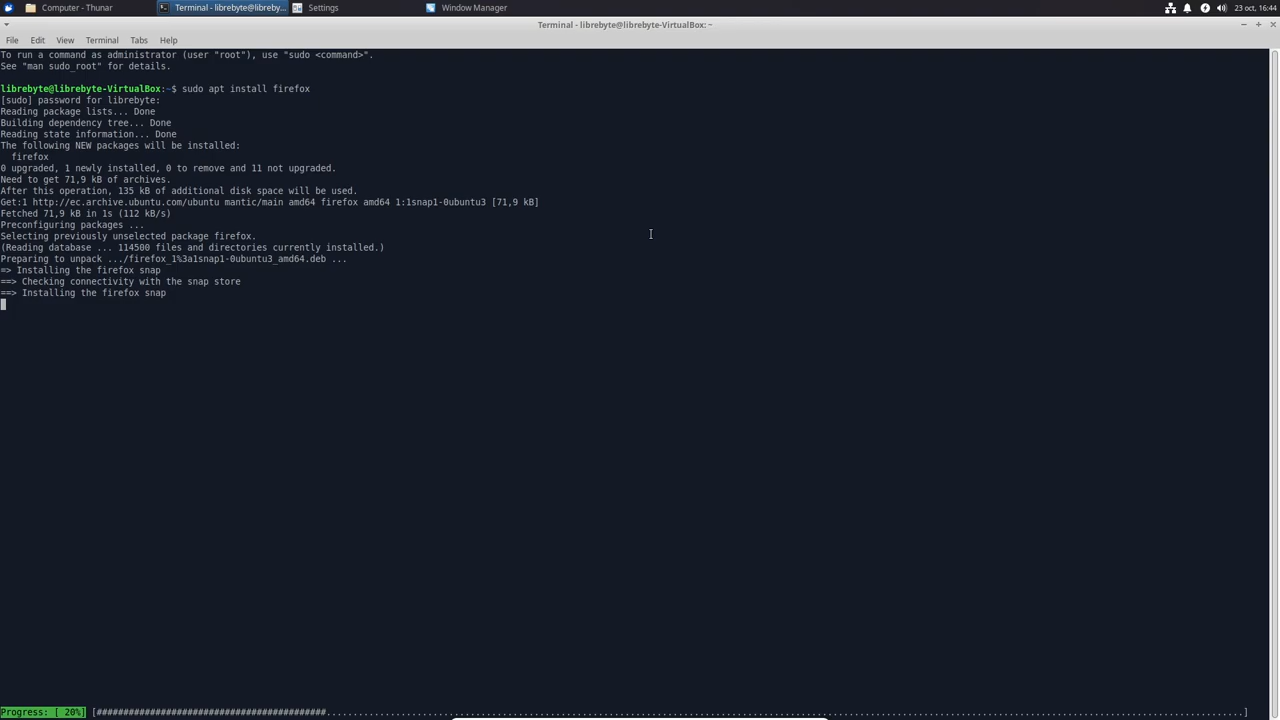 Computer - Thunar
Terminal - librebyte@libreby...
Settings
Window Manager
23 oct, 16:44
Terminal - librebyte@librebyte-VirtualBox: ~
File Edit View Terminal Tabs Help
To run a command as administrator (user "root"), use "sudo <command>".
See "man sudo_root" for details.
librebyte@librebyte-VirtualBox:~$ sudo apt install firefox
[sudo] password for librebyte:
Reading package lists... Done
Building dependency tree... Done
Reading state information... Done
The following NEW packages will be installed:
  firefox
0 upgraded, 1 newly installed, 0 to remove and 11 not upgraded.
Need to get 71,9 kB of archives.
After this operation, 135 kB of additional disk space will be used.
Get:1 http://ec.archive.ubuntu.com/ubuntu mantic/main amd64 firefox amd64 1:1snap1-0ubuntu3 [71,9 kB]
Fetched 71,9 kB in 1s (112 kB/s)
Preconfiguring packages ...
Selecting previously unselected package firefox.
(Reading database ... 114500 files and directories currently installed.)
Preparing to unpack .../firefox_1%3a1snap1-0ubuntu3_amd64.deb ...
=> Installing the firefox snap
==> Checking connectivity with the snap store
==> Installing the firefox snap
Progress: [ 20%] [###########################################..............................................................................................................................................................................]